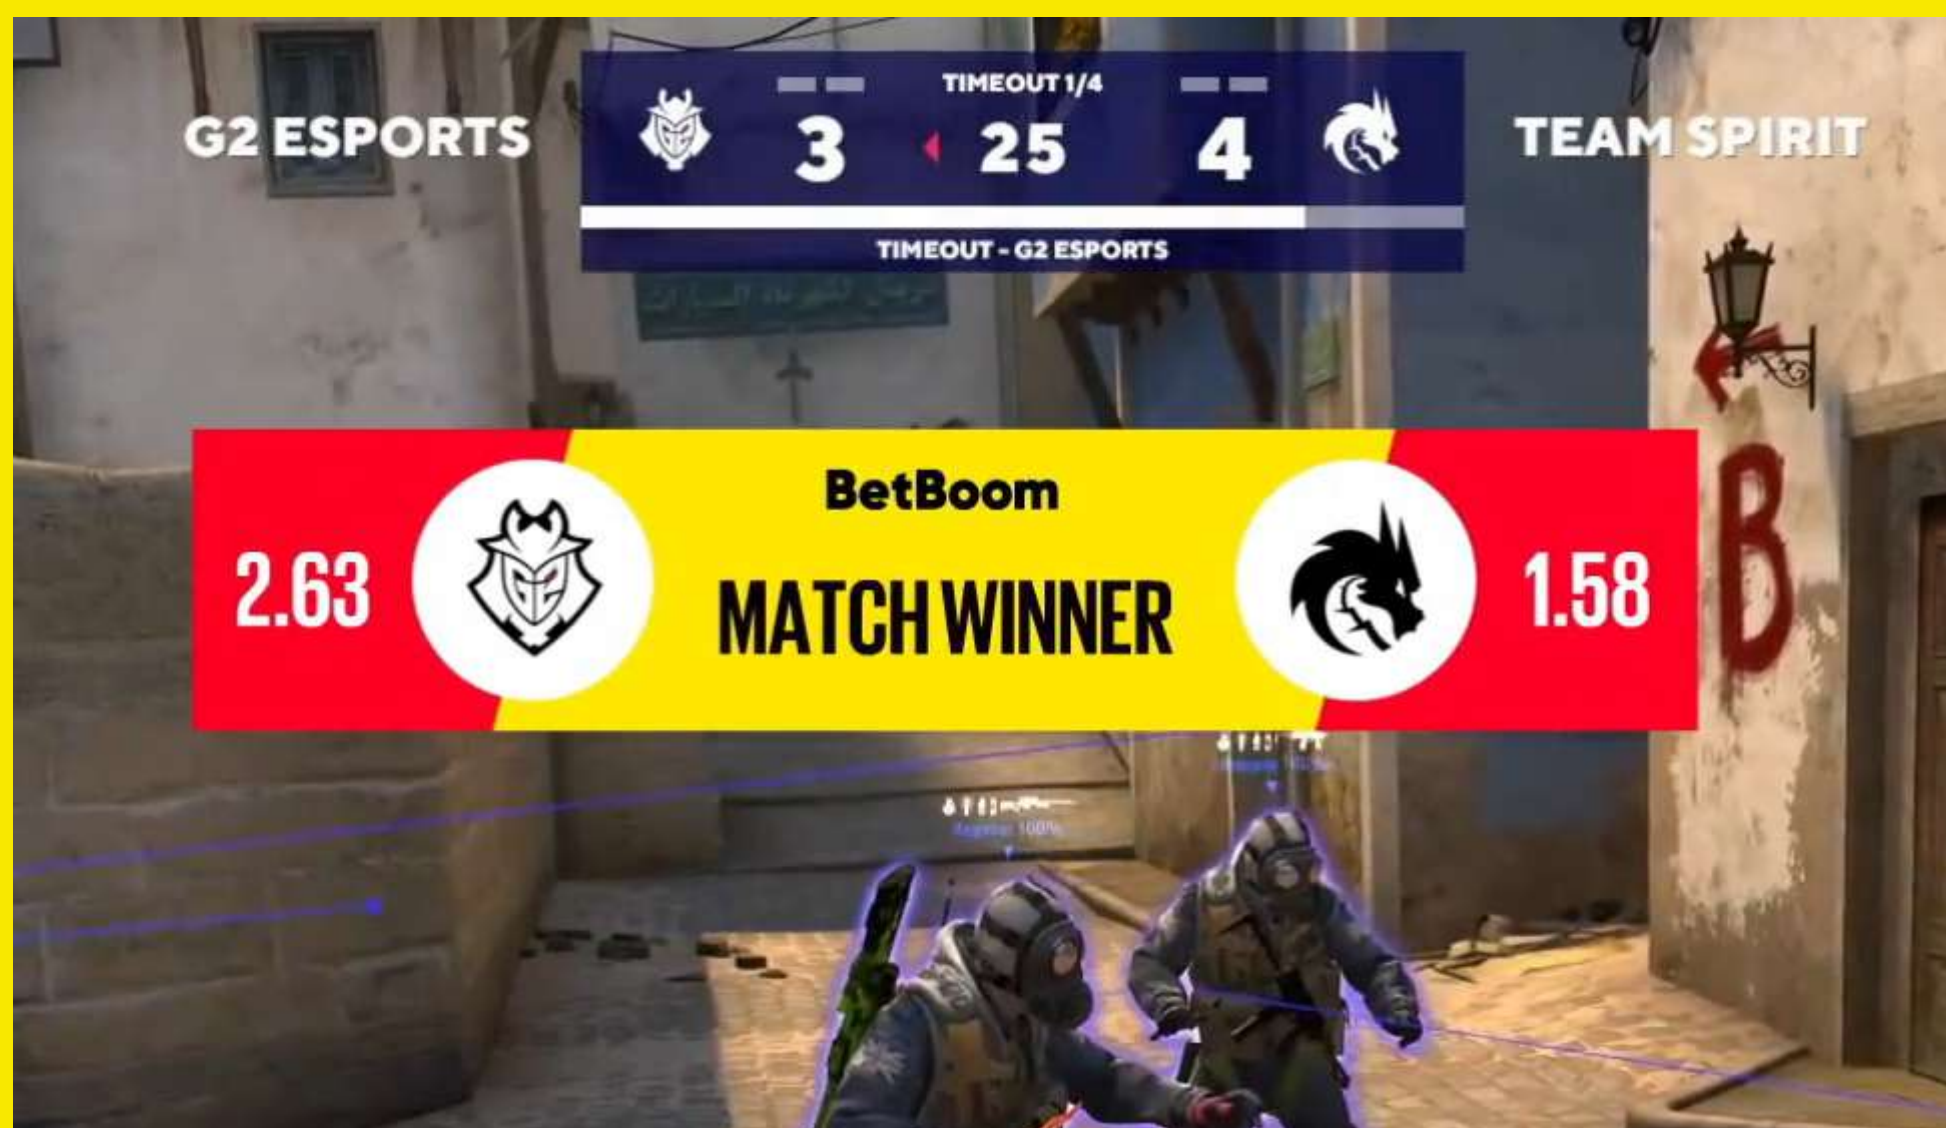 TIMEOUT 1/4
G2 ESPORTS 3 25 4 TEAM SPIRIT
TIMEOUT - G2 ESPORTS
BetBoom
2.63 MATCH WINNER 1.58
B
100%